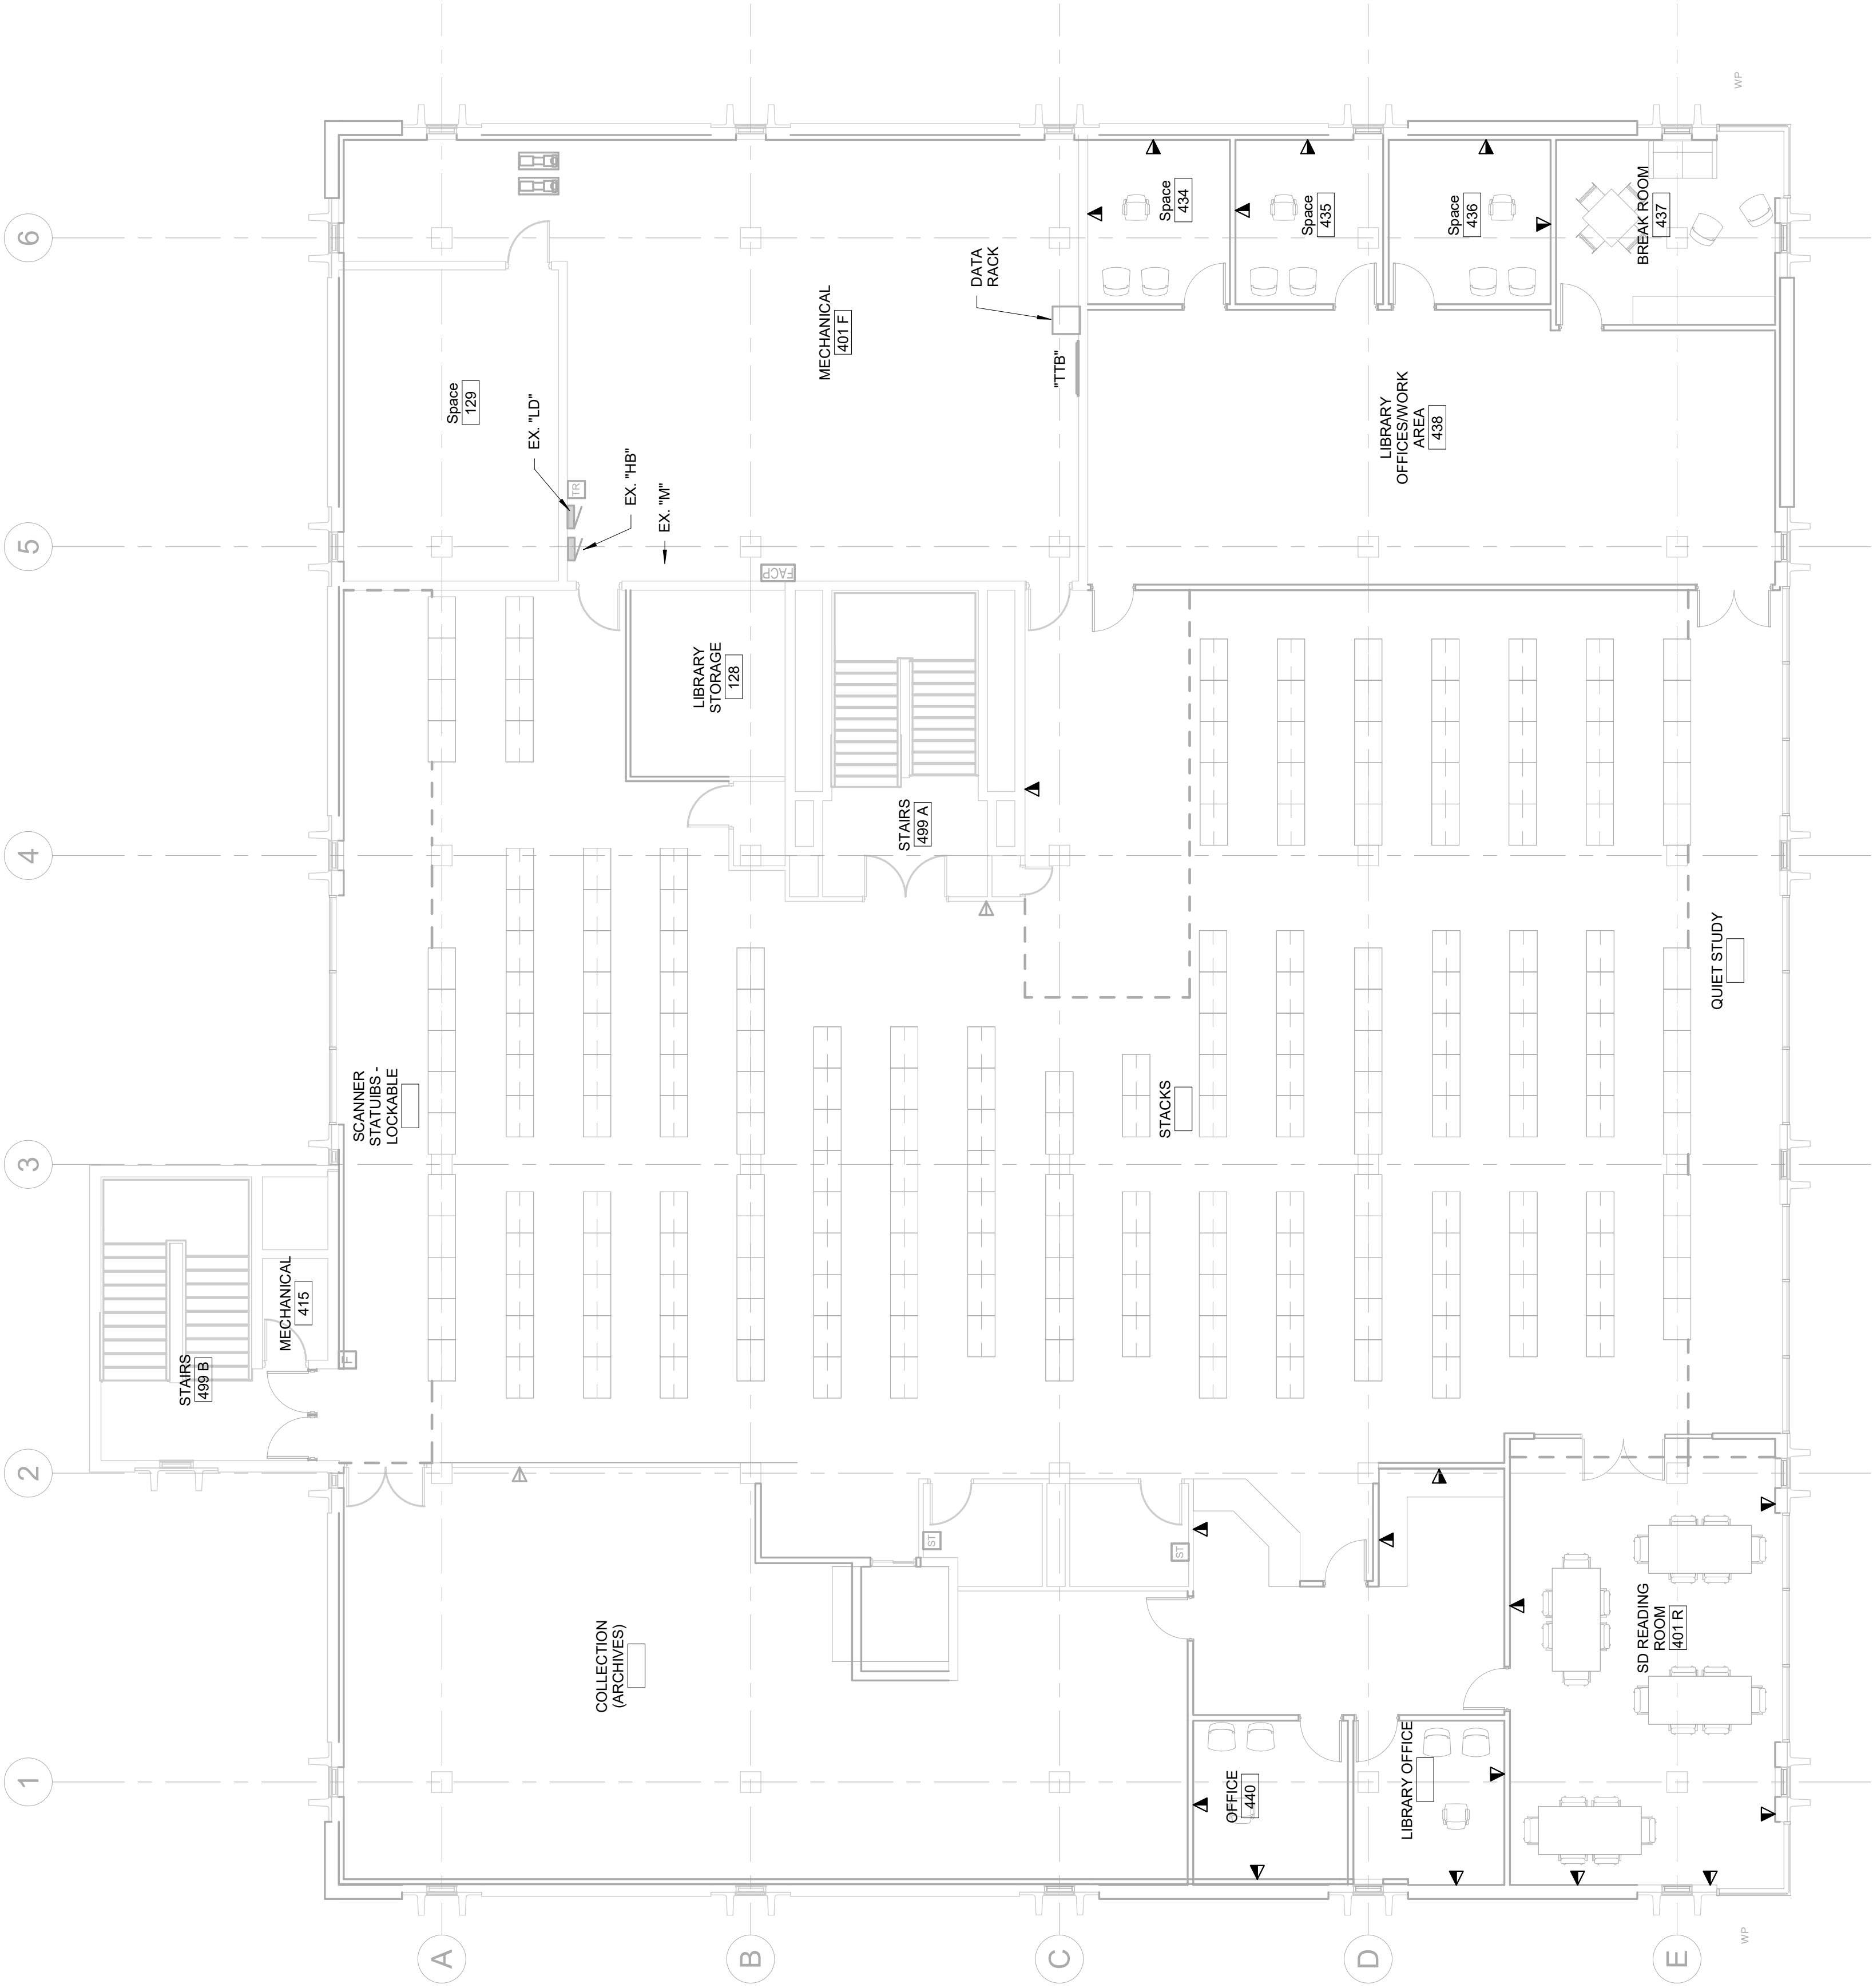 6
5
4
3
2
1
A
B
C
D
E
WP
WP
Space
129
MECHANICAL
401 F
EX. "LD"
EX. "HB"
EX. "M"
TR
FACP
DATA
RACK
"TTB"
Space
434
Space
435
Space
436
BREAK ROOM
437
LIBRARY
OFFICES/WORK
AREA
438
LIBRARY
STORAGE
128
STAIRS
499 A
SCANNER
STATUIBS -
LOCKABLE
STACKS
QUIET STUDY
MECHANICAL
415
STAIRS
499 B
F
COLLECTION
(ARCHIVES)
ST
ST
OFFICE
440
LIBRARY OFFICE
SD READING
ROOM
401 R